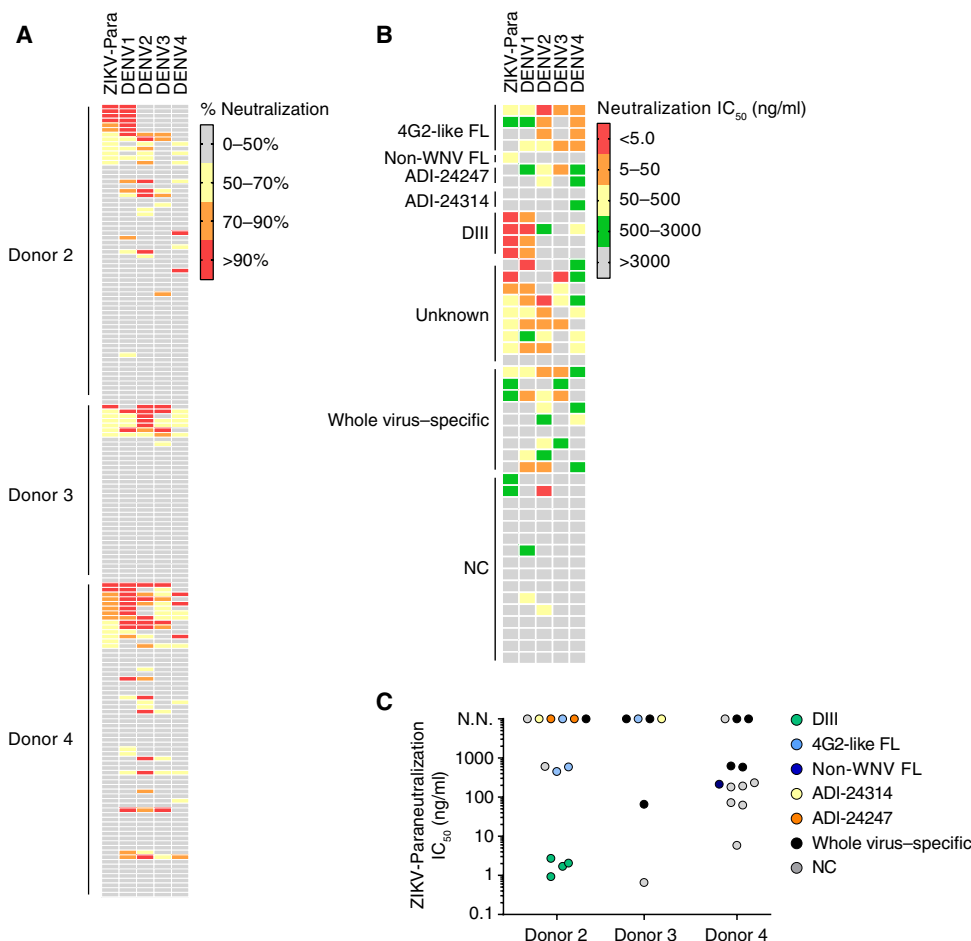 A
ZIKV-Para
DENV1
DENV2
DENV3
DENV4
% Neutralization
0–50%
50–70%
70–90%
>90%
Donor 2
Donor 3
Donor 4
B
ZIKV-Para
DENV1
DENV2
DENV3
DENV4
Neutralization IC50 (ng/ml)
<5.0
5–50
50–500
500–3000
>3000
4G2-like FL
Non-WNV FL
ADI-24247
ADI-24314
DIII
Unknown
Whole virus–specific
NC
C
ZIKV-Paraneutralization
IC50 (ng/ml)
N.N.
1000
100
10
1
0.1
Donor 2
Donor 3
Donor 4
DIII
4G2-like FL
Non-WNV FL
ADI-24314
ADI-24247
Whole virus–specific
NC